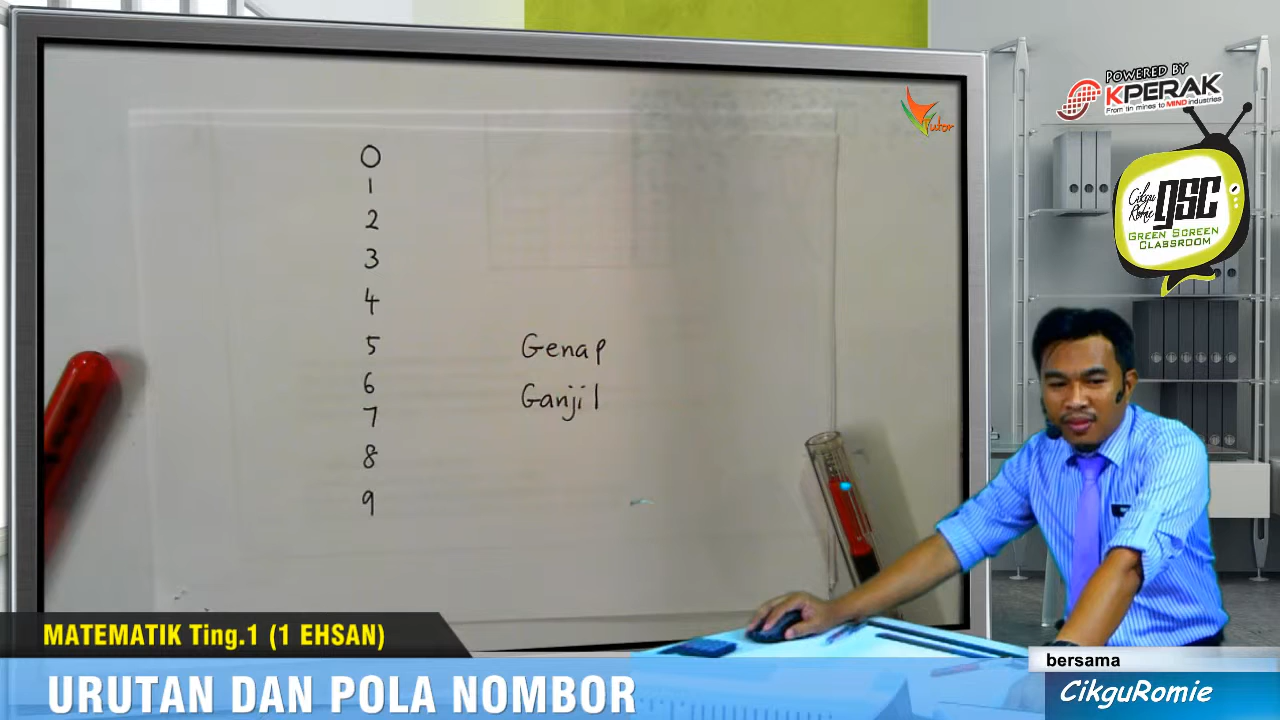 POWERED BY
KPERAK
From tin mines to MIND industries
Tutor
Cikgu
Romie
GSC
GREEN SCREEN
CLASSROOM
0
1
2
3
4
5
6
7
8
9
Genap
Ganjil
MATEMATIK Ting.1 (1 EHSAN)
URUTAN DAN POLA NOMBOR
bersama
CikguRomie